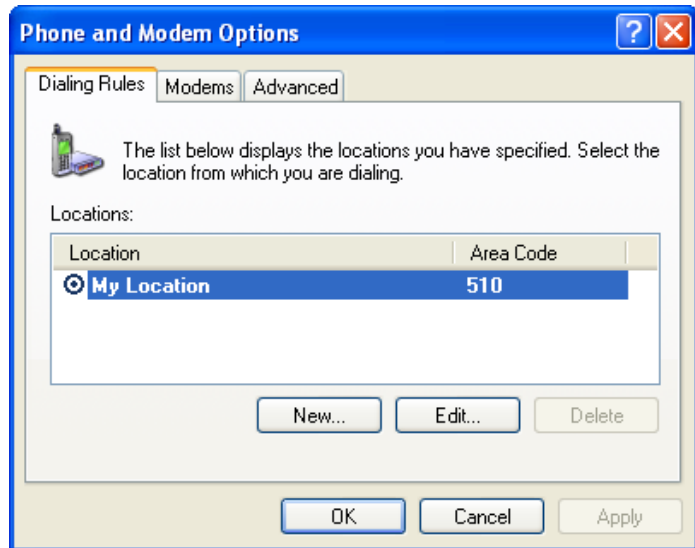 Phone and Modem Options
Dialing Rules Modems Advanced
The list below displays the locations you have specified. Select the
location from which you are dialing.
Locations:
Location Area Code
My Location 510
New... Edit... Delete
OK Cancel Apply